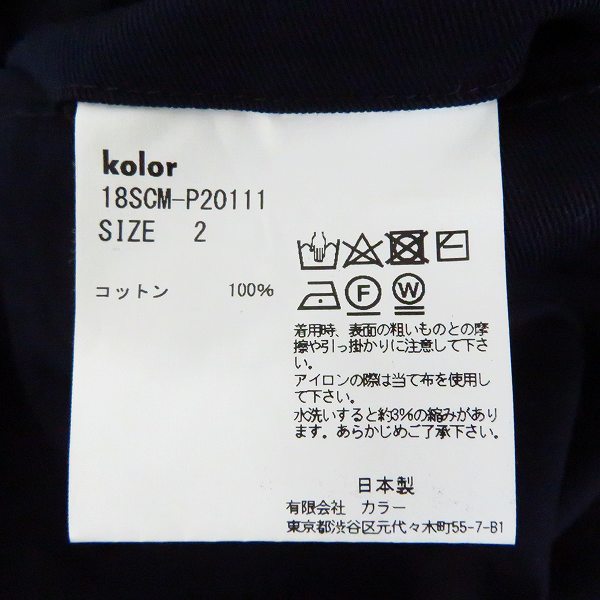 kolor
18SCM-P20111
SIZE 2
コットン 100%
F W
着用時、表面の粗いものとの摩
擦や引っ掛かりに注意して下さ
い。
アイロンの際は当て布を使用し
て下さい。
水洗いすると約3%の縮みがあり
ます。あらかじめご了承下さい。
日本製
有限会社 カラー
東京都渋谷区元代々木町55-7-B1